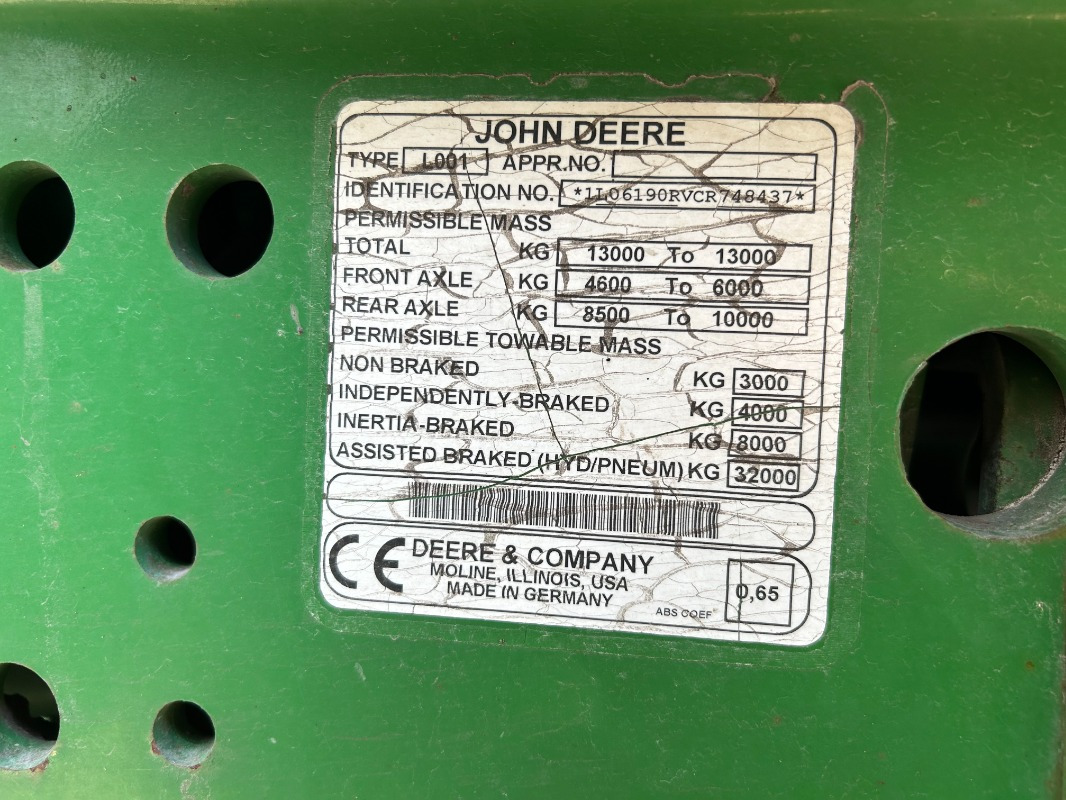 JOHN DEERE
TYPE L001 APPR.NO.
IDENTIFICATION NO. *1L06190RVCR748437*
PERMISSIBLE MASS
TOTAL KG 13000 To 13000
FRONT AXLE KG 4600 To 6000
REAR AXLE KG 8500 To 10000
PERMISSIBLE TOWABLE MASS
NON BRAKED KG 3000
INDEPENDENTLY-BRAKED KG 4000
INERTIA-BRAKED KG 8000
ASSISTED BRAKED (HYD/PNEUM) KG 32000
CE DEERE & COMPANY
MOLINE, ILLINOIS, USA
MADE IN GERMANY
ABS COEF 0,65